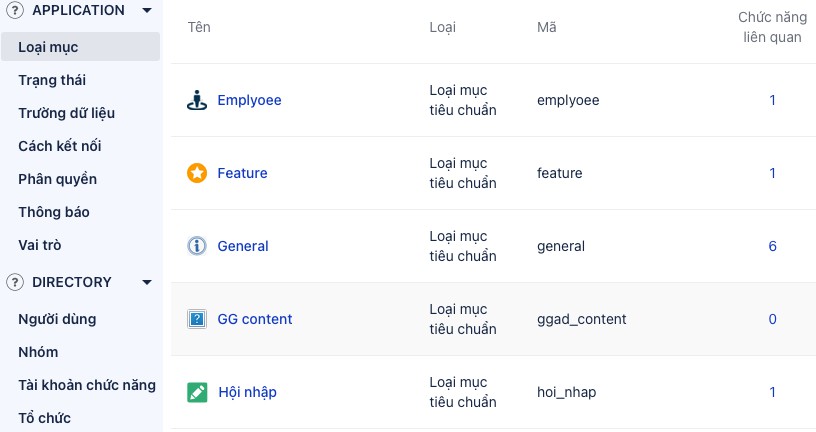 APPLICATION
Loại mục
Trạng thái
Trường dữ liệu
Cách kết nối
Phân quyền
Thông báo
Vai trò
DIRECTORY
Người dùng
Nhóm
Tài khoản chức năng
Tổ chức
Tên Loại Mã Chức năng
liên quan
Emplyoee Loại mục
tiêu chuẩn emplyoee 1
Feature Loại mục
tiêu chuẩn feature 1
General Loại mục
tiêu chuẩn general 6
GG content Loại mục
tiêu chuẩn ggad_content 0
Hội nhập Loại mục
tiêu chuẩn hoi_nhap 1